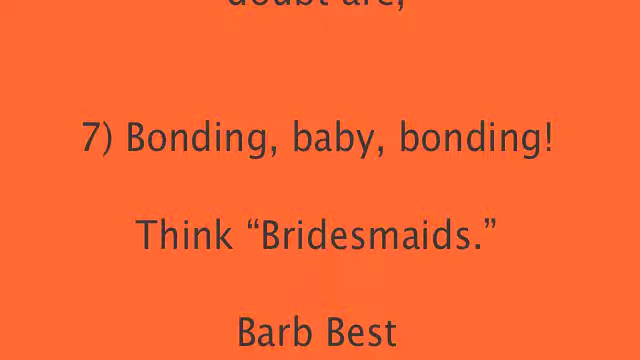 doubt are,
7) Bonding, baby, bonding!
Think “Bridesmaids.”
Barb Best